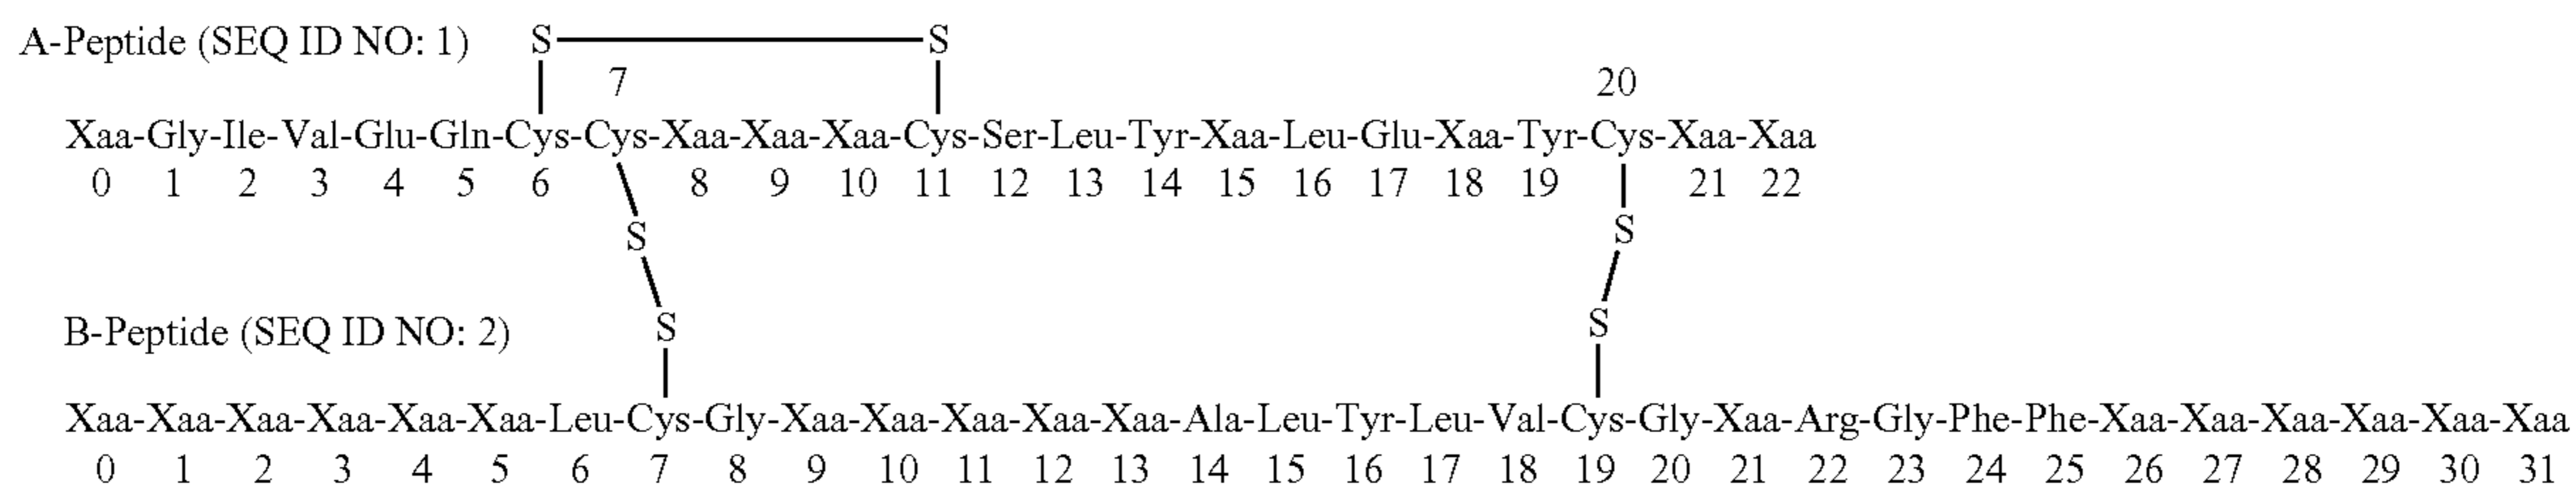 A-Peptide (SEQ ID NO: 1) S S
7 20
Xaa-Gly-Ile-Val-Glu-Gln-Cys-Cys-Xaa-Xaa-Xaa-Cys-Ser-Leu-Tyr-Xaa-Leu-Glu-Xaa-Tyr-Cys-Xaa-Xaa
0 1 2 3 4 5 6 8 9 10 11 12 13 14 15 16 17 18 19 21 22
S S
S S
B-Peptide (SEQ ID NO: 2)
Xaa-Xaa-Xaa-Xaa-Xaa-Xaa-Leu-Cys-Gly-Xaa-Xaa-Xaa-Xaa-Xaa-Ala-Leu-Tyr-Leu-Val-Cys-Gly-Xaa-Arg-Gly-Phe-Phe-Xaa-Xaa-Xaa-Xaa-Xaa-Xaa
0 1 2 3 4 5 6 7 8 9 10 11 12 13 14 15 16 17 18 19 20 21 22 23 24 25 26 27 28 29 30 31